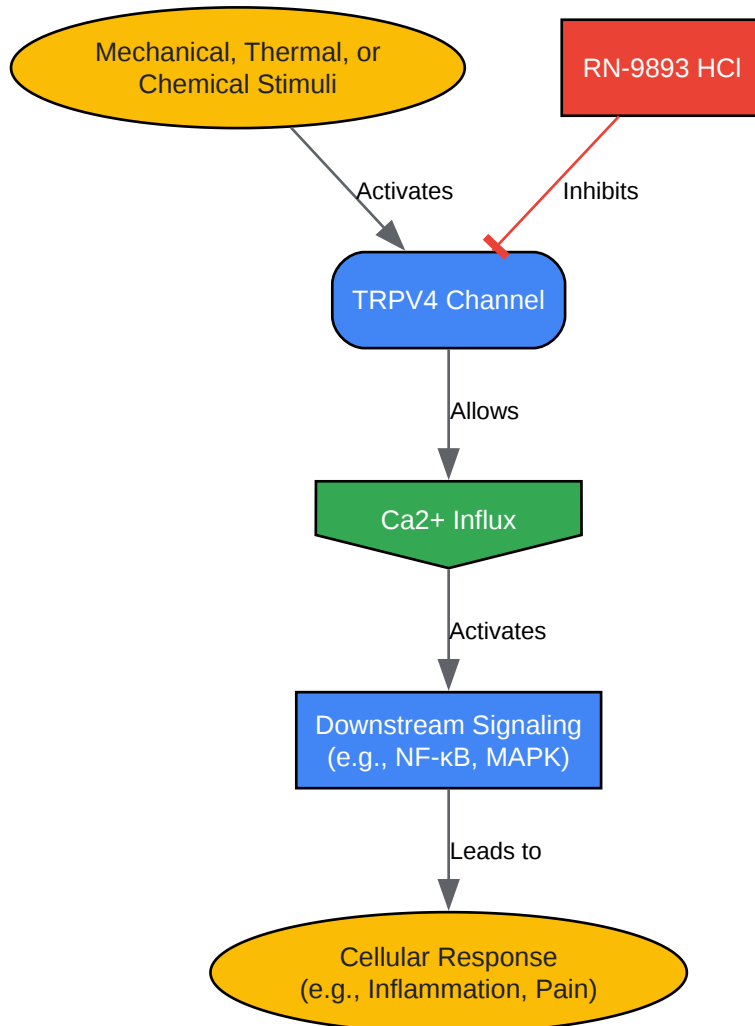 Mechanical, Thermal, or
Chemical Stimuli
RN-9893 HCl
Activates
Inhibits
TRPV4 Channel
Allows
Ca2+ Influx
Activates
Downstream Signaling
(e.g., NF-κB, MAPK)
Leads to
Cellular Response
(e.g., Inflammation, Pain)